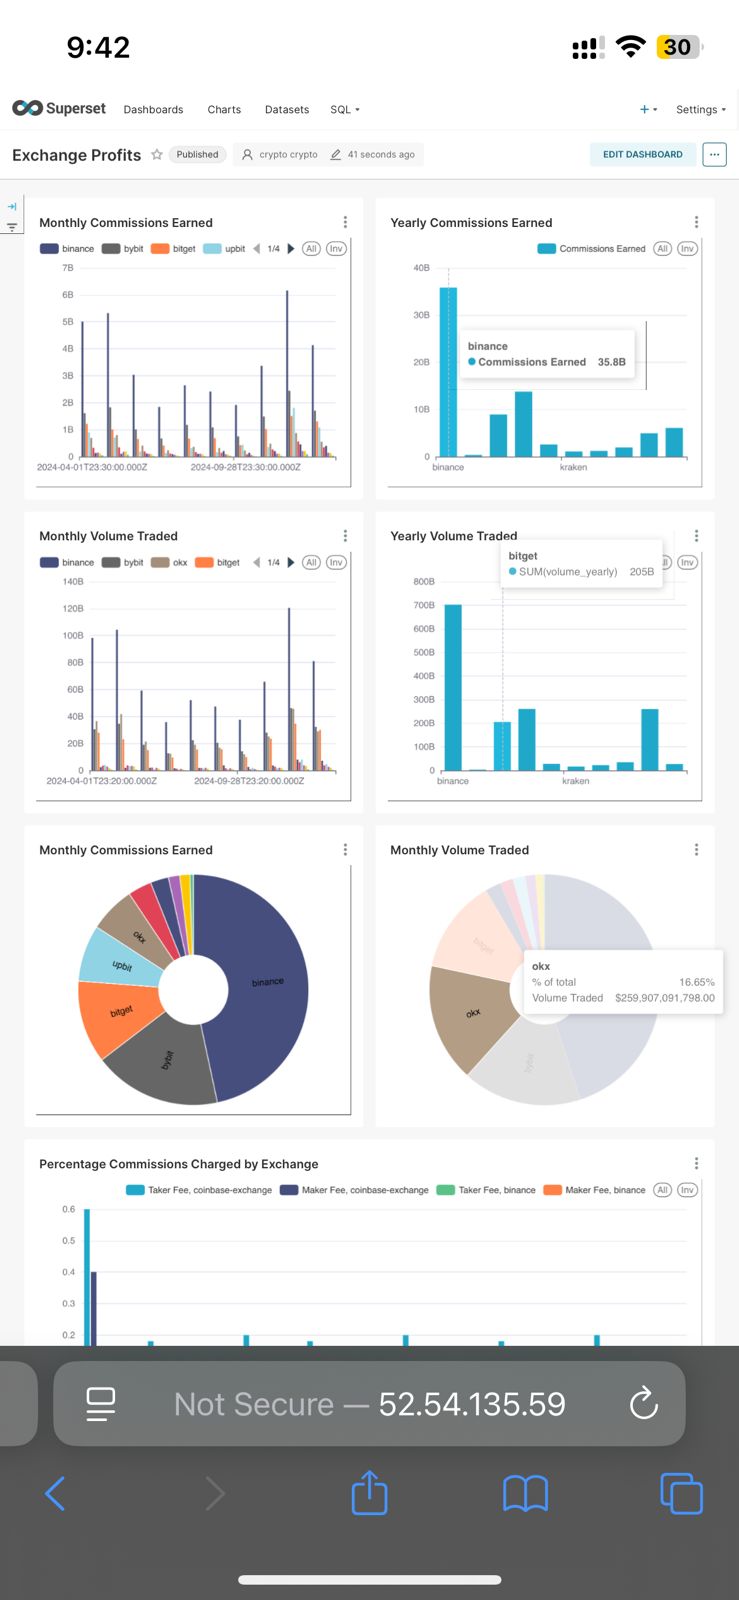 9:42
30
Superset
Dashboards
Charts
Datasets
SQL
+
Settings
Exchange Profits
Published
crypto crypto
41 seconds ago
EDIT DASHBOARD
...
Monthly Commissions Earned
binance
bybit
bitget
upbit
1/4
All
Inv
7B
6B
5B
4B
3B
2B
1B
0
2024-04-01T23:30:00.000Z
2024-09-28T23:30:00.000Z
Yearly Commissions Earned
Commissions Earned
All
Inv
40B
30B
20B
10B
0
binance
Commissions Earned 35.8B
binance
kraken
Monthly Volume Traded
binance
bybit
okx
bitget
1/4
All
Inv
140B
120B
100B
80B
60B
40B
20B
0
2024-04-01T23:20:00.000Z
2024-09-28T23:20:00.000Z
Yearly Volume Traded
bitget
SUM(volume_yearly) 205B
Inv
800B
700B
600B
500B
400B
300B
200B
100B
0
binance
kraken
Monthly Commissions Earned
okx
upbit
binance
bitget
bybit
Monthly Volume Traded
bitget
okx
% of total 16.65%
Volume Traded $259,907,091,798.00
okx
bybit
Percentage Commissions Charged by Exchange
Taker Fee, coinbase-exchange
Maker Fee, coinbase-exchange
Taker Fee, binance
Maker Fee, binance
All
Inv
0.6
0.5
0.4
0.3
0.2
Not Secure — 52.54.135.59